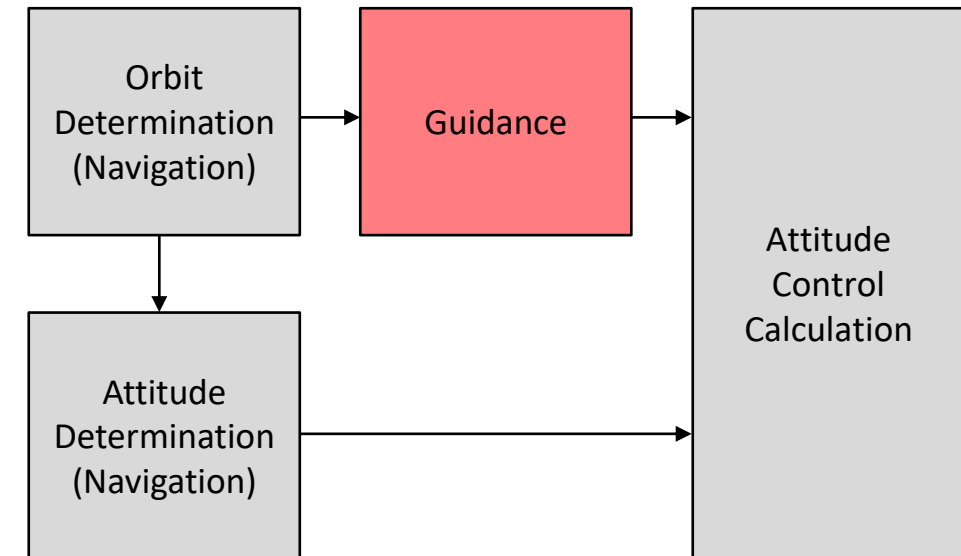 Orbit
Determination
(Navigation)
Guidance
Attitude
Control
Calculation
Attitude
Determination
(Navigation)